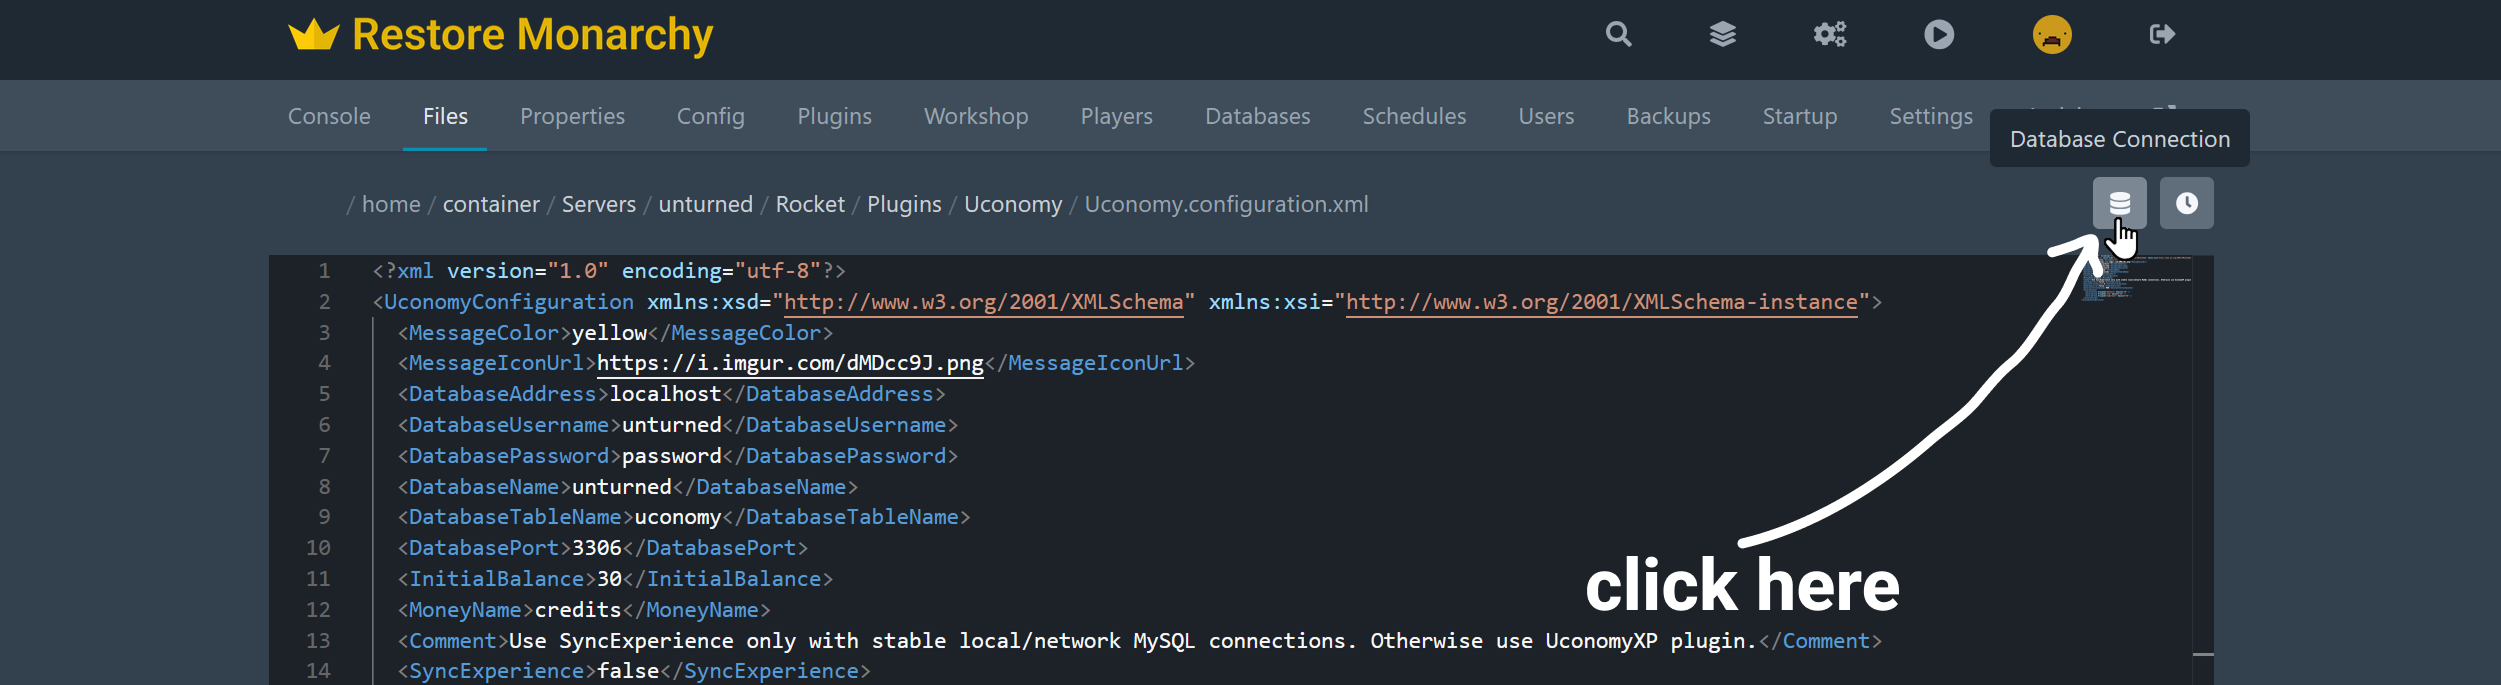 Restore Monarchy
Console Files Properties Config Plugins Workshop Players Databases Schedules Users Backups Startup Settings
Database Connection
/ home / container / Servers / unturned / Rocket / Plugins / Uconomy / Uconomy.configuration.xml
1 <?xml version="1.0" encoding="utf-8"?>
2 <UconomyConfiguration xmlns:xsd="http://www.w3.org/2001/XMLSchema" xmlns:xsi="http://www.w3.org/2001/XMLSchema-instance">
3 <MessageColor>yellow</MessageColor>
4 <MessageIconUrl>https://i.imgur.com/dMDcc9J.png</MessageIconUrl>
5 <DatabaseAddress>localhost</DatabaseAddress>
6 <DatabaseUsername>unturned</DatabaseUsername>
7 <DatabasePassword>password</DatabasePassword>
8 <DatabaseName>unturned</DatabaseName>
9 <DatabaseTableName>uconomy</DatabaseTableName>
10 <DatabasePort>3306</DatabasePort>
11 <InitialBalance>30</InitialBalance>
12 <MoneyName>credits</MoneyName>
13 <Comment>Use SyncExperience only with stable local/network MySQL connections. Otherwise use UconomyXP plugin.</Comment>
14 <SyncExperience>false</SyncExperience>
click here